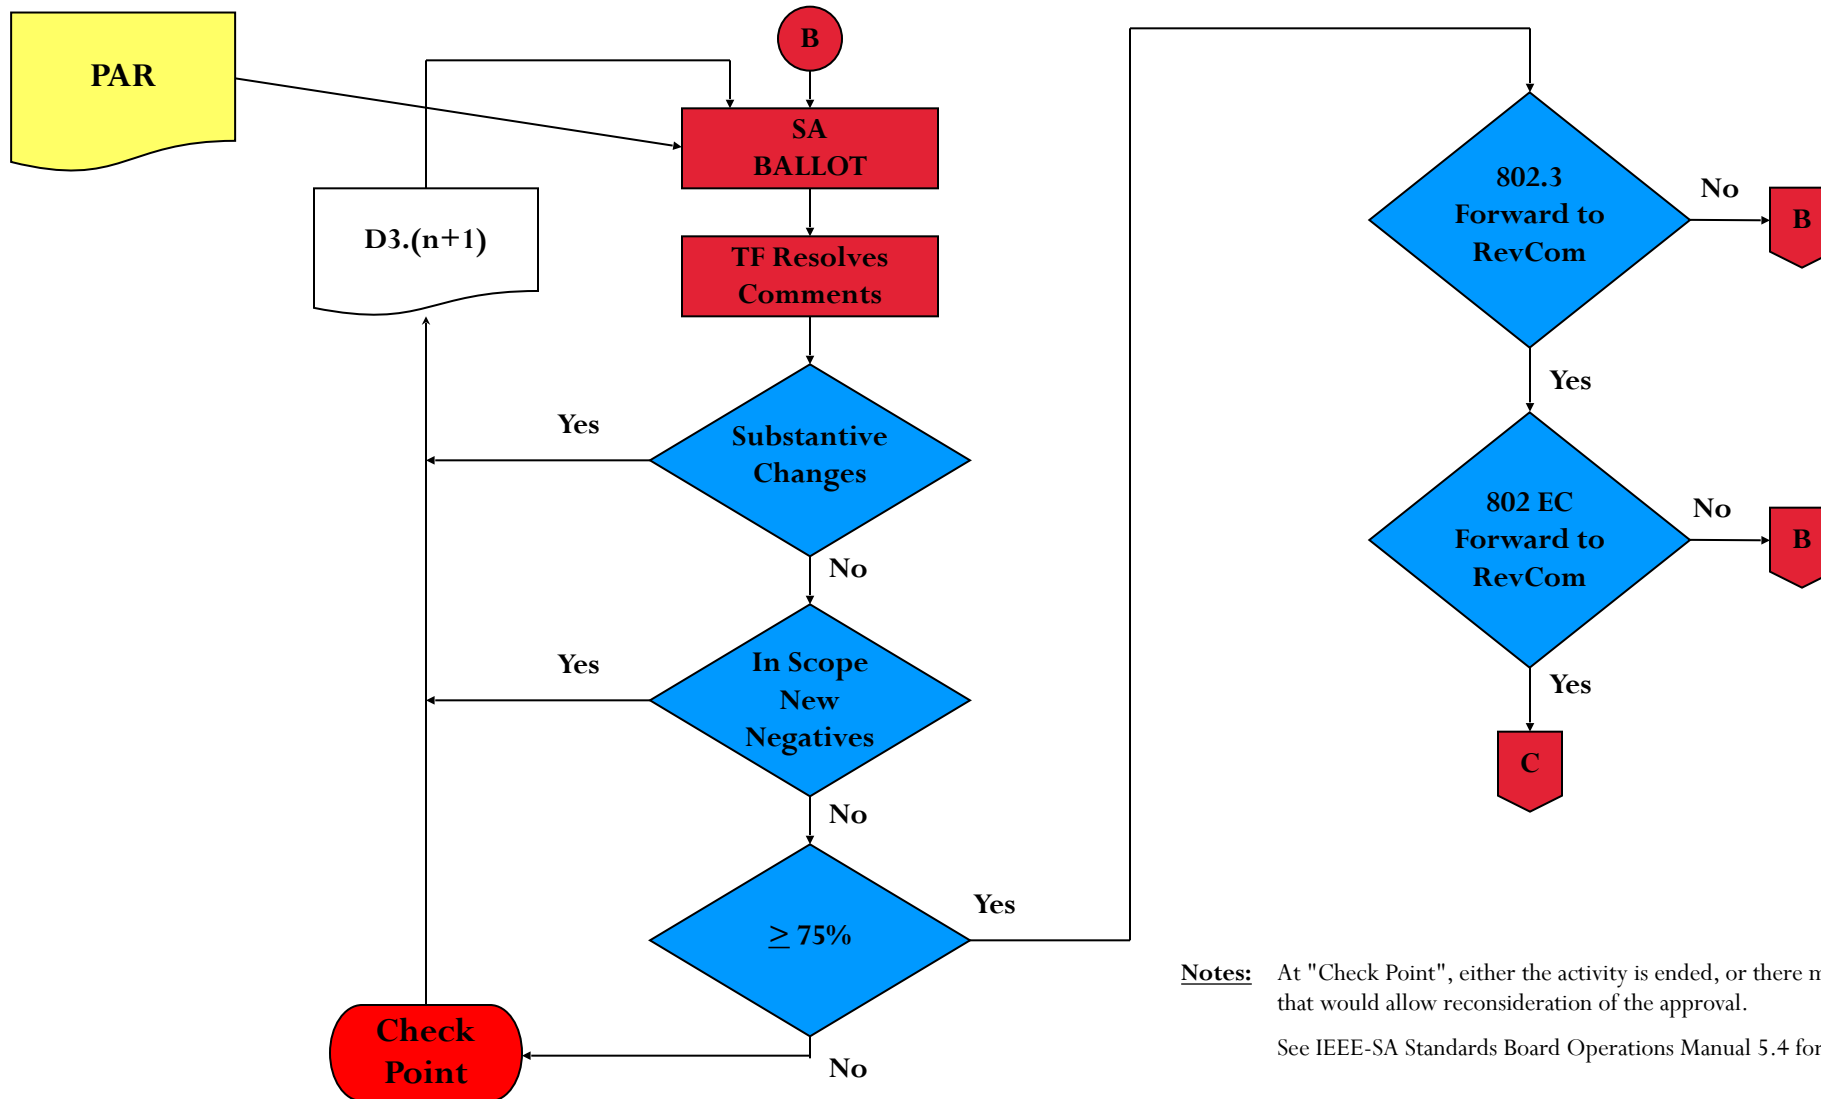 PAR
B
SA
BALLOT
D3.(n+1)
TF Resolves
Comments
Yes
Substantive
Changes
No
Yes
In Scope
New
Negatives
No
≥ 75%
Yes
No
Check
Point
802.3
Forward to
RevCom
No
B
Yes
802 EC
Forward to
RevCom
No
B
Yes
C
Notes: At "Check Point", either the activity is ended, or there
that would allow reconsideration of the approval.
See IEEE-SA Standards Board Operations Manual 5.4 for